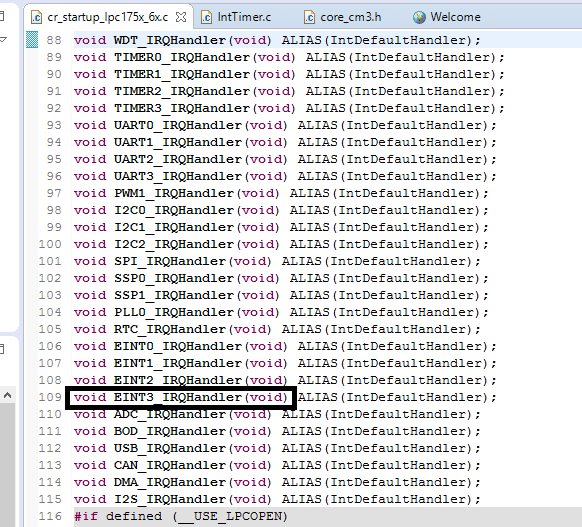 cr_startup_lpc175x_6x.c IntTimer.c core_cm3.h Welcome
88 void WDT_IRQHandler(void) ALIAS(IntDefaultHandler);
89 void TIMER0_IRQHandler(void) ALIAS(IntDefaultHandler);
90 void TIMER1_IRQHandler(void) ALIAS(IntDefaultHandler);
91 void TIMER2_IRQHandler(void) ALIAS(IntDefaultHandler);
92 void TIMER3_IRQHandler(void) ALIAS(IntDefaultHandler);
93 void UART0_IRQHandler(void) ALIAS(IntDefaultHandler);
94 void UART1_IRQHandler(void) ALIAS(IntDefaultHandler);
95 void UART2_IRQHandler(void) ALIAS(IntDefaultHandler);
96 void UART3_IRQHandler(void) ALIAS(IntDefaultHandler);
97 void PWM1_IRQHandler(void) ALIAS(IntDefaultHandler);
98 void I2C0_IRQHandler(void) ALIAS(IntDefaultHandler);
99 void I2C1_IRQHandler(void) ALIAS(IntDefaultHandler);
100 void I2C2_IRQHandler(void) ALIAS(IntDefaultHandler);
101 void SPI_IRQHandler(void) ALIAS(IntDefaultHandler);
102 void SSP0_IRQHandler(void) ALIAS(IntDefaultHandler);
103 void SSP1_IRQHandler(void) ALIAS(IntDefaultHandler);
104 void PLL0_IRQHandler(void) ALIAS(IntDefaultHandler);
105 void RTC_IRQHandler(void) ALIAS(IntDefaultHandler);
106 void EINT0_IRQHandler(void) ALIAS(IntDefaultHandler);
107 void EINT1_IRQHandler(void) ALIAS(IntDefaultHandler);
108 void EINT2_IRQHandler(void) ALIAS(IntDefaultHandler);
109 void EINT3_IRQHandler(void) ALIAS(IntDefaultHandler);
110 void ADC_IRQHandler(void) ALIAS(IntDefaultHandler);
111 void BOD_IRQHandler(void) ALIAS(IntDefaultHandler);
112 void USB_IRQHandler(void) ALIAS(IntDefaultHandler);
113 void CAN_IRQHandler(void) ALIAS(IntDefaultHandler);
114 void DMA_IRQHandler(void) ALIAS(IntDefaultHandler);
115 void I2S_IRQHandler(void) ALIAS(IntDefaultHandler);
116 #if defined (__USE_LPCOPEN)